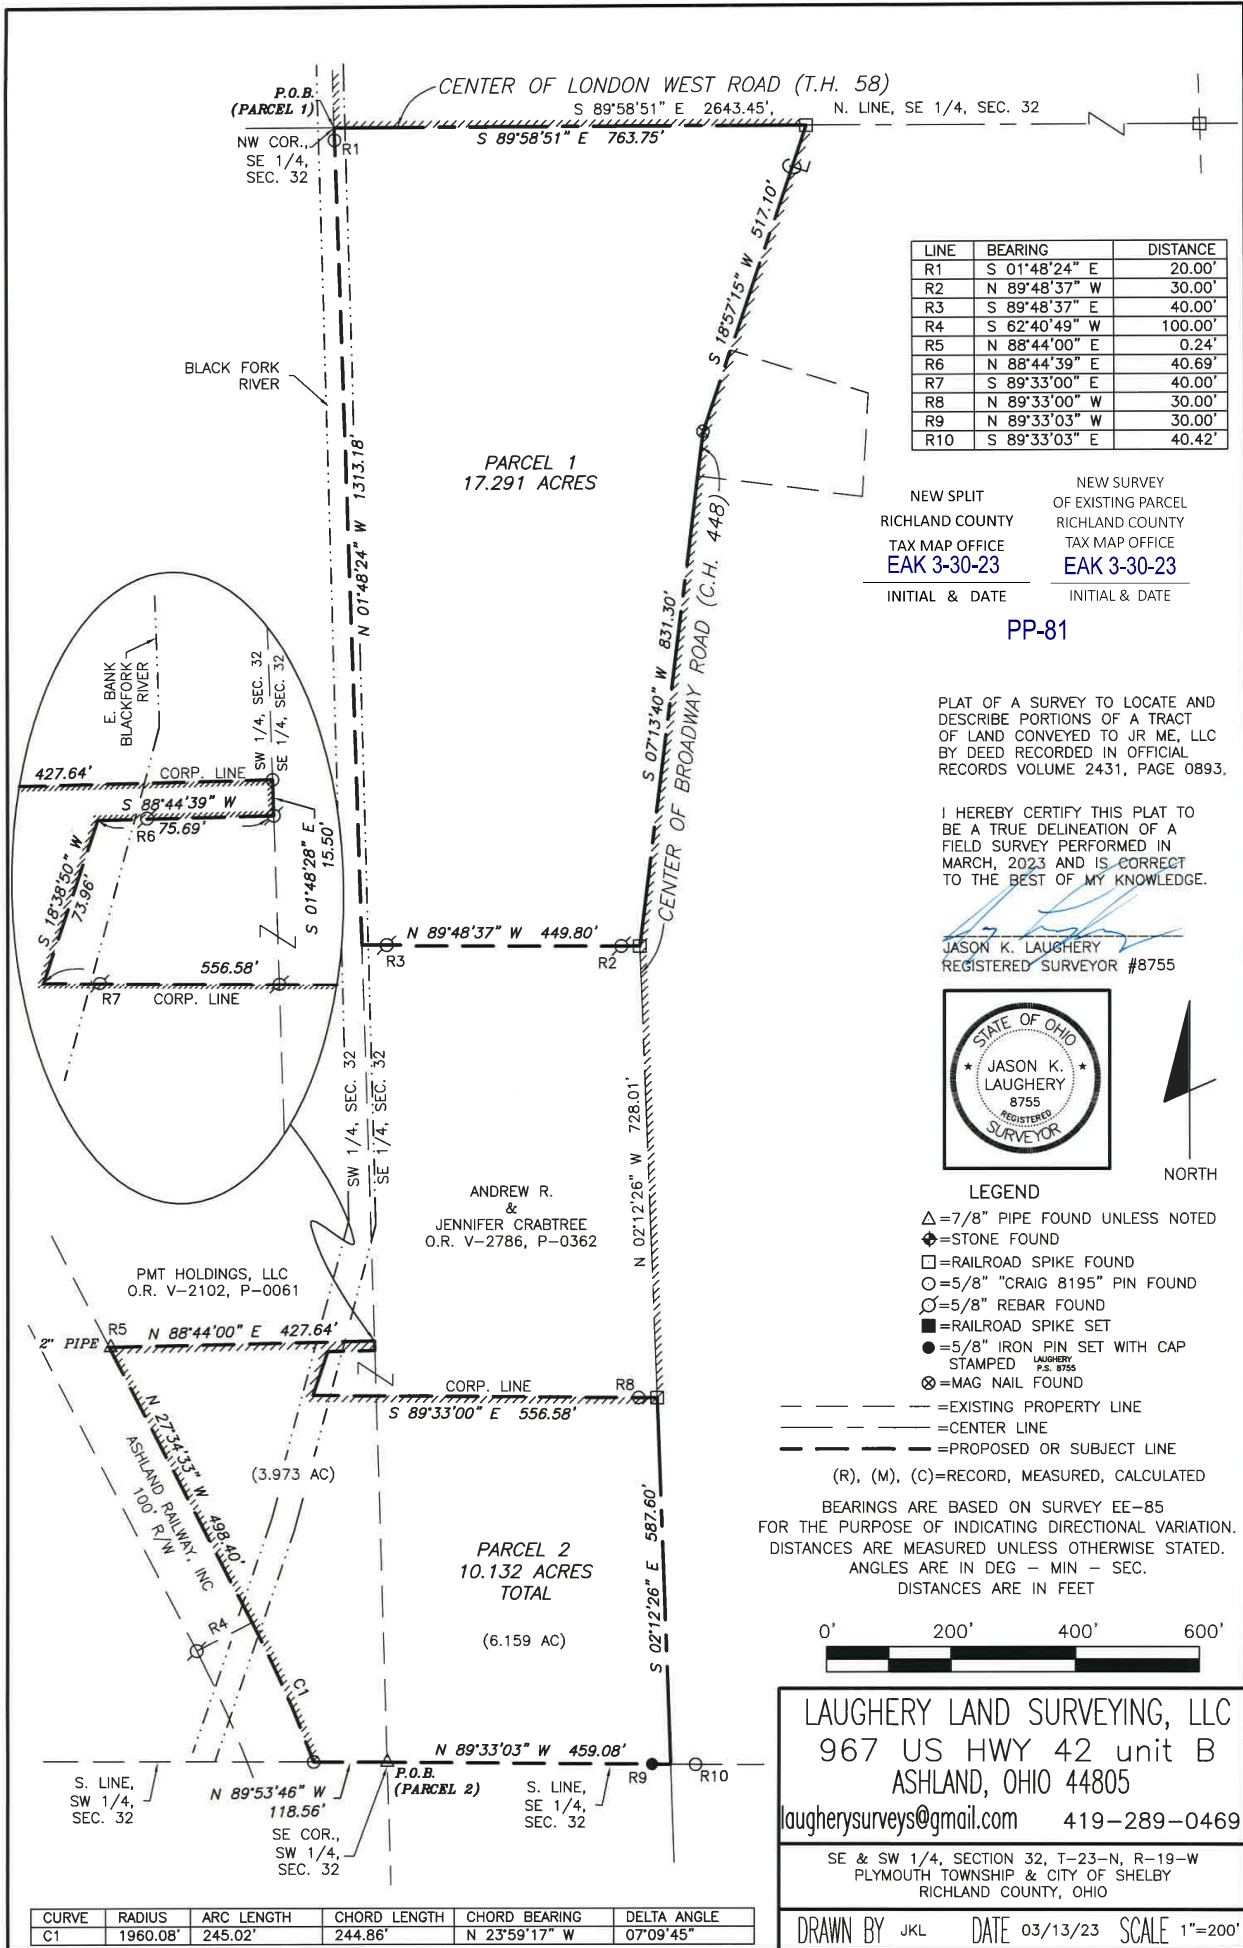 CENTER OF LONDON WEST ROAD (T.H. 58)
P.O.B.
(PARCEL 1)
S 89°58'51" E 2643.45',
N. LINE, SE 1/4, SEC. 32
S 89°58'51" E 763.75'
NW COR.,
SE 1/4,
SEC. 32
R1
S 18°57'15" W 517.10'
LINE BEARING DISTANCE
R1 S 01°48'24" E 20.00'
R2 N 89°48'37" W 30.00'
R3 S 89°48'37" E 40.00'
R4 S 62°40'49" W 100.00'
R5 N 88°44'00" E 0.24'
R6 N 88°44'39" E 40.69'
R7 S 89°33'00" E 40.00'
R8 N 89°33'00" W 30.00'
R9 N 89°33'03" W 30.00'
R10 S 89°33'03" E 40.42'
BLACK FORK
RIVER
N 01°48'24" W 1313.18'
PARCEL 1
17.291 ACRES
NEW SPLIT
RICHLAND COUNTY
TAX MAP OFFICE
EAK 3-30-23
INITIAL & DATE
NEW SURVEY
OF EXISTING PARCEL
RICHLAND COUNTY
TAX MAP OFFICE
EAK 3-30-23
INITIAL & DATE
PP-81
S 07°13'40" W 831.30'
CENTER OF BROADWAY ROAD (C.H. 448)
PLAT OF A SURVEY TO LOCATE AND
DESCRIBE PORTIONS OF A TRACT
OF LAND CONVEYED TO JR ME, LLC
BY DEED RECORDED IN OFFICIAL
RECORDS VOLUME 2431, PAGE 0893.
I HEREBY CERTIFY THIS PLAT TO
BE A TRUE DELINEATION OF A
FIELD SURVEY PERFORMED IN
MARCH, 2023 AND IS CORRECT
TO THE BEST OF MY KNOWLEDGE.
JASON K. LAUGHERY
REGISTERED SURVEYOR #8755
E. BANK
BLACKFORK
RIVER
SW 1/4, SEC. 32
SE 1/4, SEC. 32
427.64'
CORP. LINE
S 88°44'39" W
75.69'
R6
S 01°48'28" E
15.50'
S 18°38'50" W
73.96'
556.58'
R7
CORP. LINE
N 89°48'37" W 449.80'
R3
R2
STATE OF OHIO
JASON K.
LAUGHERY
8755
REGISTERED
SURVEYOR
NORTH
SW 1/4, SEC. 32
SE 1/4, SEC. 32
N 02°12'26" W 728.01'
ANDREW R.
&
JENNIFER CRABTREE
O.R. V-2786, P-0362
LEGEND
=7/8" PIPE FOUND UNLESS NOTED
=STONE FOUND
=RAILROAD SPIKE FOUND
=5/8" "CRAIG 8195" PIN FOUND
=5/8" REBAR FOUND
=RAILROAD SPIKE SET
=5/8" IRON PIN SET WITH CAP
STAMPED LAUGHERY
P.S. 8755
=MAG NAIL FOUND
=EXISTING PROPERTY LINE
=CENTER LINE
=PROPOSED OR SUBJECT LINE
(R), (M), (C)=RECORD, MEASURED, CALCULATED
BEARINGS ARE BASED ON SURVEY EE-85
FOR THE PURPOSE OF INDICATING DIRECTIONAL VARIATION.
DISTANCES ARE MEASURED UNLESS OTHERWISE STATED.
ANGLES ARE IN DEG - MIN - SEC.
DISTANCES ARE IN FEET
0' 200' 400' 600'
PMT HOLDINGS, LLC
O.R. V-2102, P-0061
R5
2" PIPE
N 88°44'00" E 427.64'
CORP. LINE
R8
S 89°33'00" E 556.58'
N 27°34'33" W 498.40'
ASHLAND RAILWAY, INC
100' R/W
(3.973 AC)
R4
C1
PARCEL 2
10.132 ACRES
TOTAL
(6.159 AC)
S 02°12'26" E 587.60'
N 89°33'03" W 459.08'
P.O.B.
(PARCEL 2)
R9
R10
S. LINE,
SW 1/4,
SEC. 32
N 89°53'46" W
118.56'
SE COR.,
SW 1/4,
SEC. 32
S. LINE,
SE 1/4,
SEC. 32
LAUGHERY LAND SURVEYING, LLC
967 US HWY 42 unit B
ASHLAND, OHIO 44805
laugherysurveys@gmail.com 419-289-0469
SE & SW 1/4, SECTION 32, T-23-N, R-19-W
PLYMOUTH TOWNSHIP & CITY OF SHELBY
RICHLAND COUNTY, OHIO
DRAWN BY JKL DATE 03/13/23 SCALE 1"=200'
CURVE RADIUS ARC LENGTH CHORD LENGTH CHORD BEARING DELTA ANGLE
C1 1960.08' 245.02' 244.86' N 23°59'17" W 07°09'45"